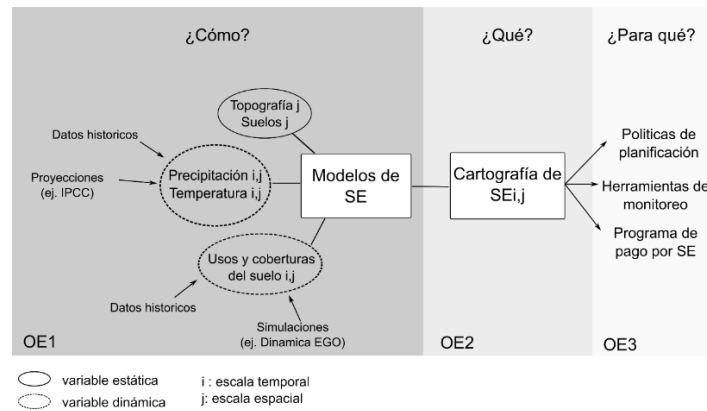 ¿Cómo?
¿Qué?
¿Para qué?
Topografía j
Suelos j
Datos historicos
Precipitación i,j
Temperatura i,j
Proyecciones
(ej. IPCC)
Modelos de
SE
Cartografía de
SEi,j
Politicas de
planificación
Herramientas de
monitoreo
Programa de
pago por SE
Usos y coberturas
del suelo i,j
Datos historicos
Simulaciones
(ej. Dinamica EGO)
OE1
OE2
OE3
variable estática
i : escala temporal
variable dinámica
j: escala espacial